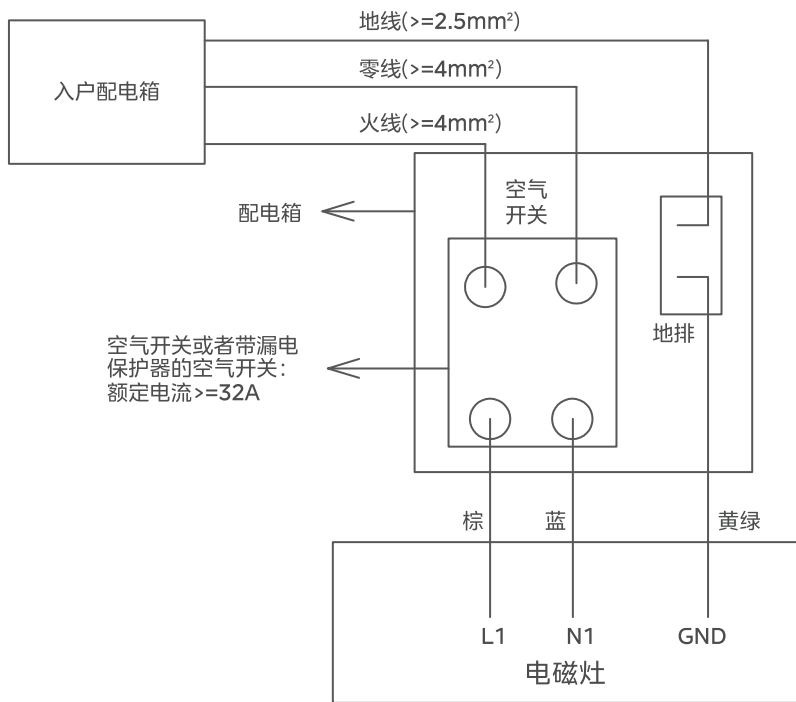 地线(>=2.5mm²)
零线(>=4mm²)
入户配电箱
火线(>=4mm²)
空气
开关
配电箱
地排
空气开关或者带漏电
保护器的空气开关：
额定电流>=32A
棕
蓝
黄绿
L1
N1
GND
电磁灶